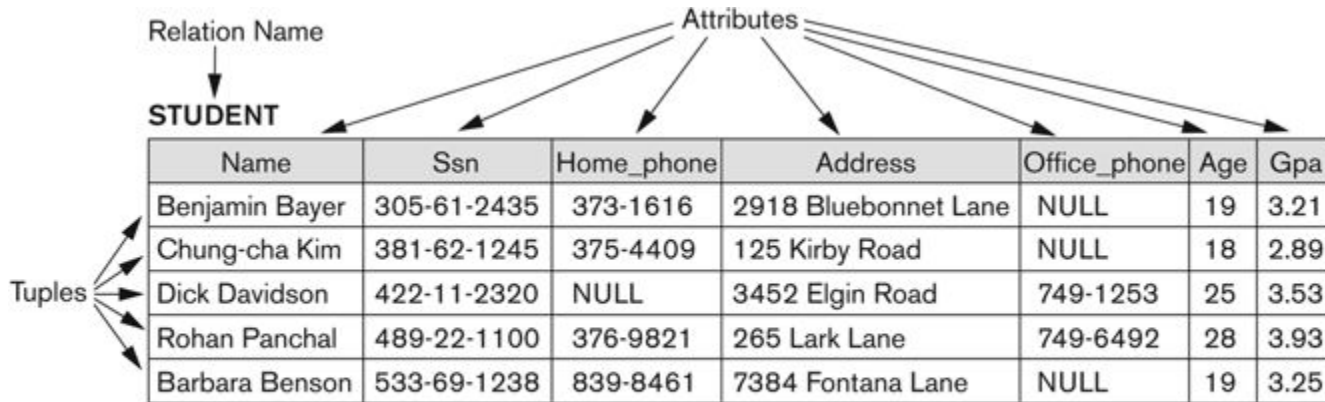 Relation Name
Attributes
STUDENT
Name Ssn Home_phone Address Office_phone Age Gpa
Benjamin Bayer 305-61-2435 373-1616 2918 Bluebonnet Lane NULL 19 3.21
Chung-cha Kim 381-62-1245 375-4409 125 Kirby Road NULL 18 2.89
Tuples Dick Davidson 422-11-2320 NULL 3452 Elgin Road 749-1253 25 3.53
Rohan Panchal 489-22-1100 376-9821 265 Lark Lane 749-6492 28 3.93
Barbara Benson 533-69-1238 839-8461 7384 Fontana Lane NULL 19 3.25